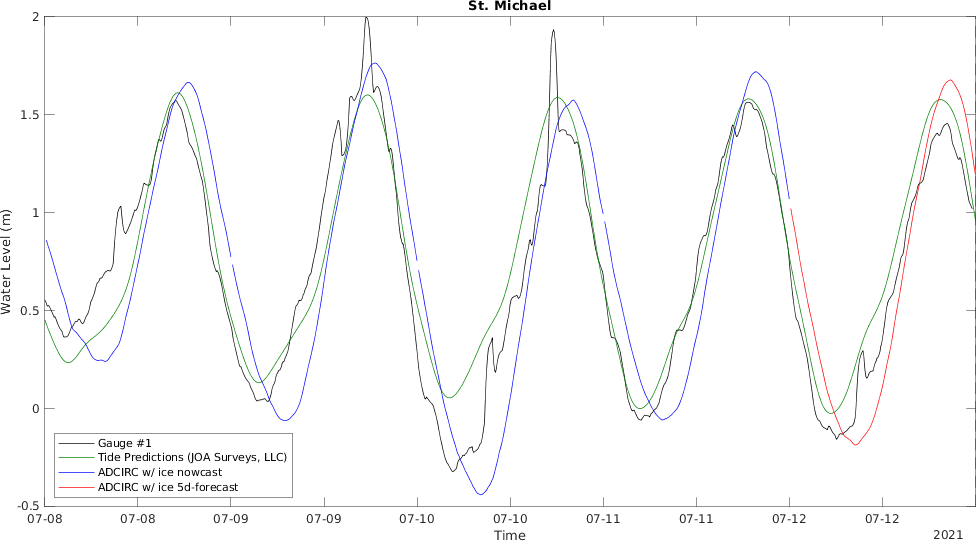 St. Michael
2
1.5
1
0.5
0
-0.5
Water Level (m)
Gauge #1
Tide Predictions (JOA Surveys, LLC)
ADCIRC w/ ice nowcast
ADCIRC w/ ice 5d-forecast
07-08 07-08 07-09 07-09 07-10 07-10 07-11 07-11 07-12 07-12
Time
2021